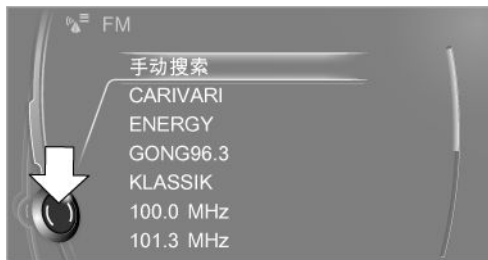 FM
手动搜索
CARIVARI
ENERGY
GONG96.3
KLASSIK
100.0 MHz
101.3 MHz